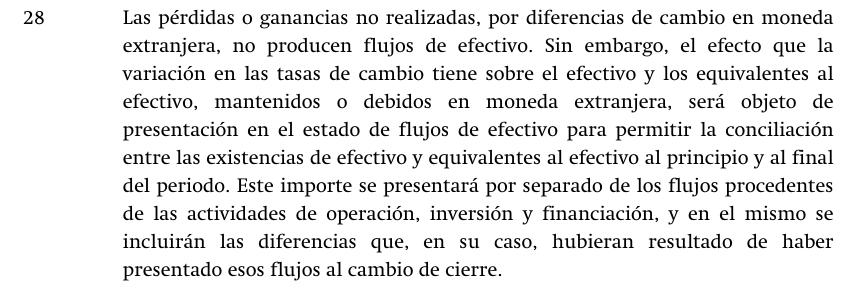 28 Las pérdidas o ganancias no realizadas, por diferencias de cambio en moneda
extranjera, no producen flujos de efectivo. Sin embargo, el efecto que la
variación en las tasas de cambio tiene sobre el efectivo y los equivalentes al
efectivo, mantenidos o debidos en moneda extranjera, será objeto de
presentación en el estado de flujos de efectivo para permitir la conciliación
entre las existencias de efectivo y equivalentes al efectivo al principio y al final
del periodo. Este importe se presentará por separado de los flujos procedentes
de las actividades de operación, inversión y financiación, y en el mismo se
incluirán las diferencias que, en su caso, hubieran resultado de haber
presentado esos flujos al cambio de cierre.